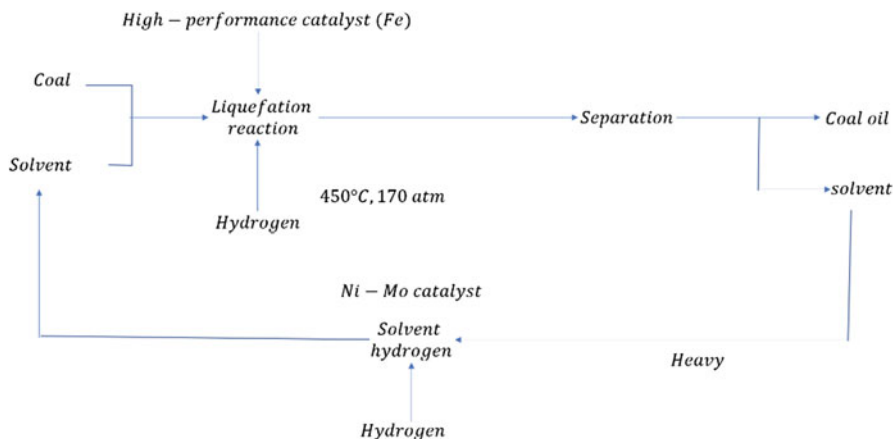 High – performance catalyst (Fe)
Coal
Liquefation
reaction
Separation
Coal oil
Solvent
solvent
450°C, 170 atm
Hydrogen
Ni – Mo catalyst
Solvent
hydrogen
Heavy
Hydrogen